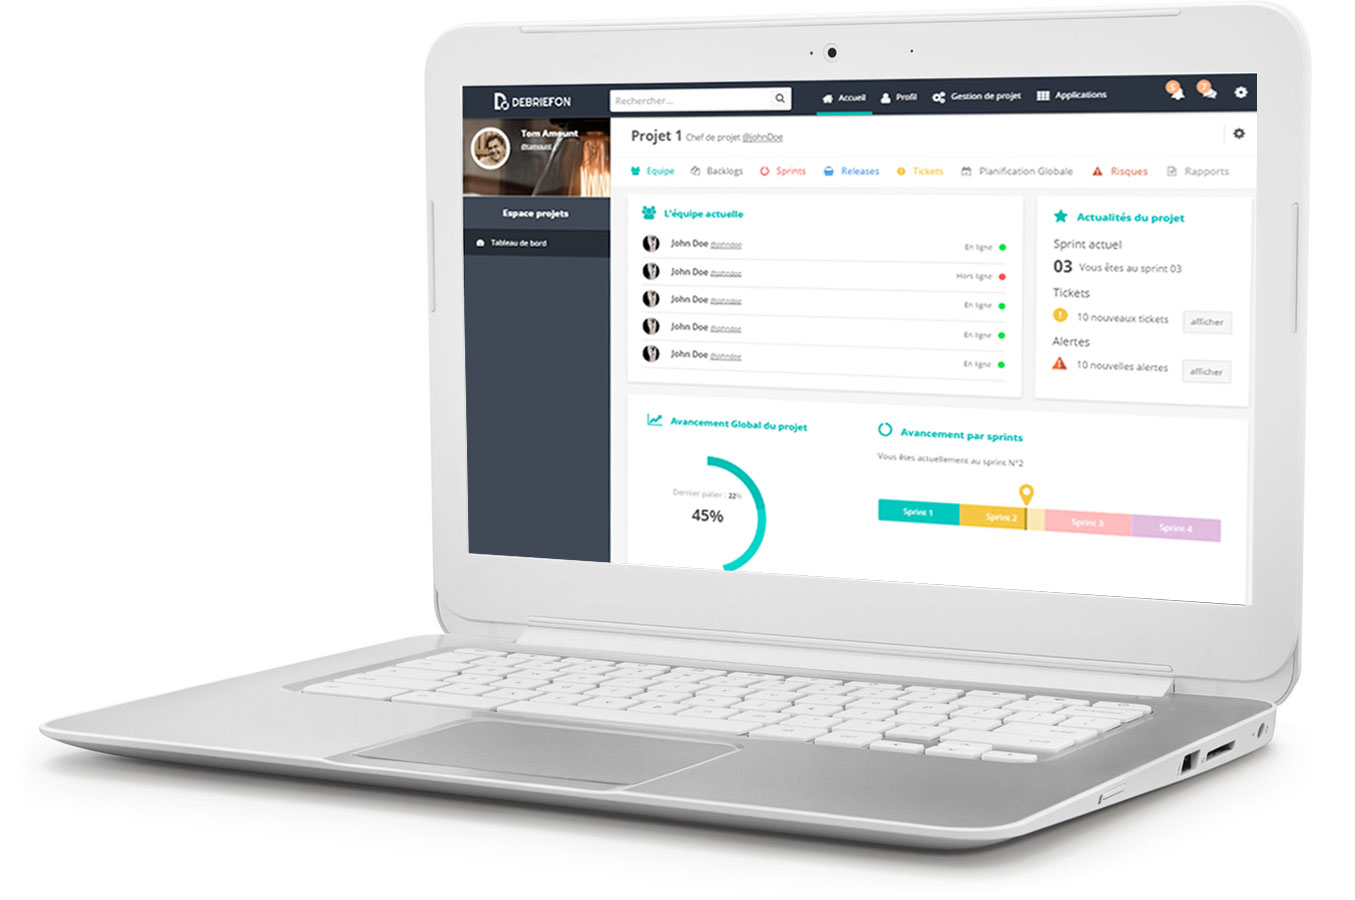 DEBRIEFON
Rechercher...
Accueil
Profil
Gestion de projet
Applications
5
7
Tom Amount
@tamount
Espace projets
Tableau de bord
Projet 1 Chef de projet @JohnDoe
Equipe
Backlogs
Sprints
Releases
Tickets
Planification Globale
Risques
Rapports
L'équipe actuelle
John Doe @johndoe En ligne
John Doe @johndoe Hors ligne
John Doe @johndoe En ligne
John Doe @johndoe En ligne
John Doe @johndoe En ligne
Actualités du projet
Sprint actuel
03 Vous êtes au sprint 03
Tickets
10 nouveaux tickets afficher
Alertes
10 nouvelles alertes afficher
Avancement Global du projet
Dernier palier : 22%
45%
Avancement par sprints
Vous êtes actuellement au sprint N°2
Sprint 1
Sprint 2
Sprint 3
Sprint 4